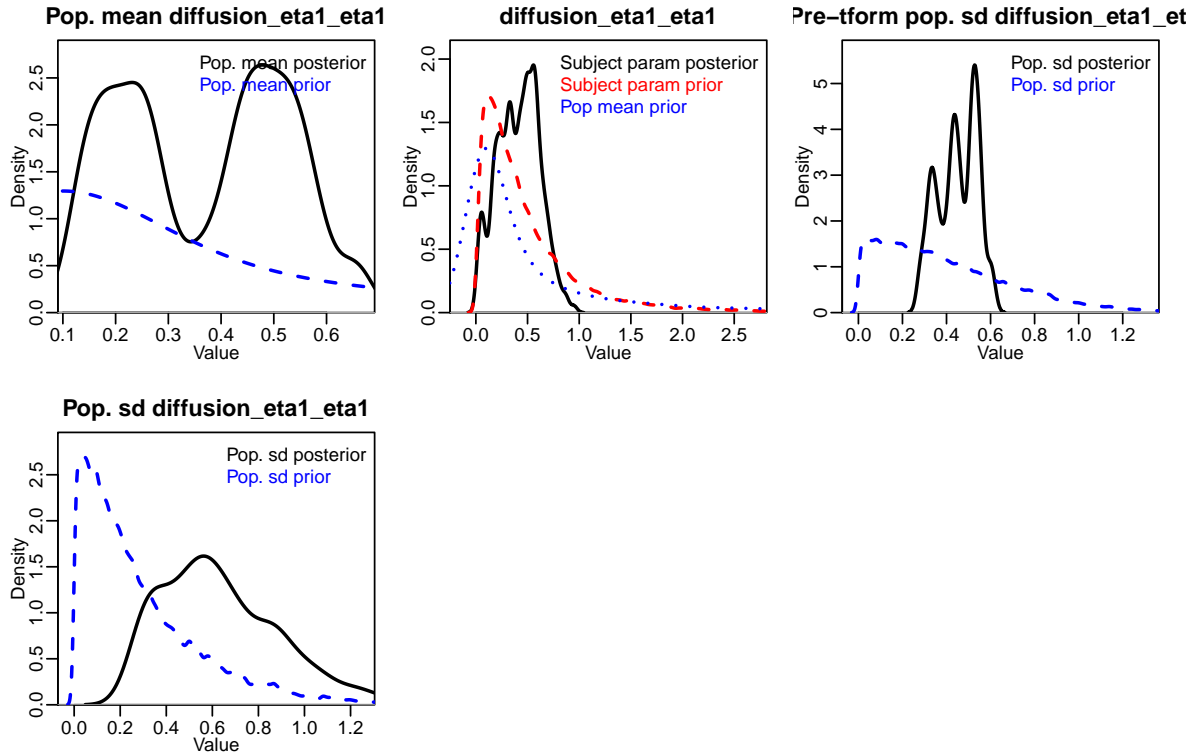 Pop. mean diffusion_eta1_eta1
Pop. mean posterior
Pop. mean prior
Density
0.0 0.5 1.0 1.5 2.0 2.5
0.1 0.2 0.3 0.4 0.5 0.6
Value
diffusion_eta1_eta1
Subject param posterior
Subject param prior
Pop mean prior
Density
0.0 0.5 1.0 1.5 2.0
0.0 0.5 1.0 1.5 2.0 2.5
Value
Pre−tform pop. sd diffusion_eta1_et
Pop. sd posterior
Pop. sd prior
Density
0 1 2 3 4 5
0.0 0.2 0.4 0.6 0.8 1.0 1.2
Value
Pop. sd diffusion_eta1_eta1
Pop. sd posterior
Pop. sd prior
Density
0.0 0.5 1.0 1.5 2.0 2.5
0.0 0.2 0.4 0.6 0.8 1.0 1.2
Value